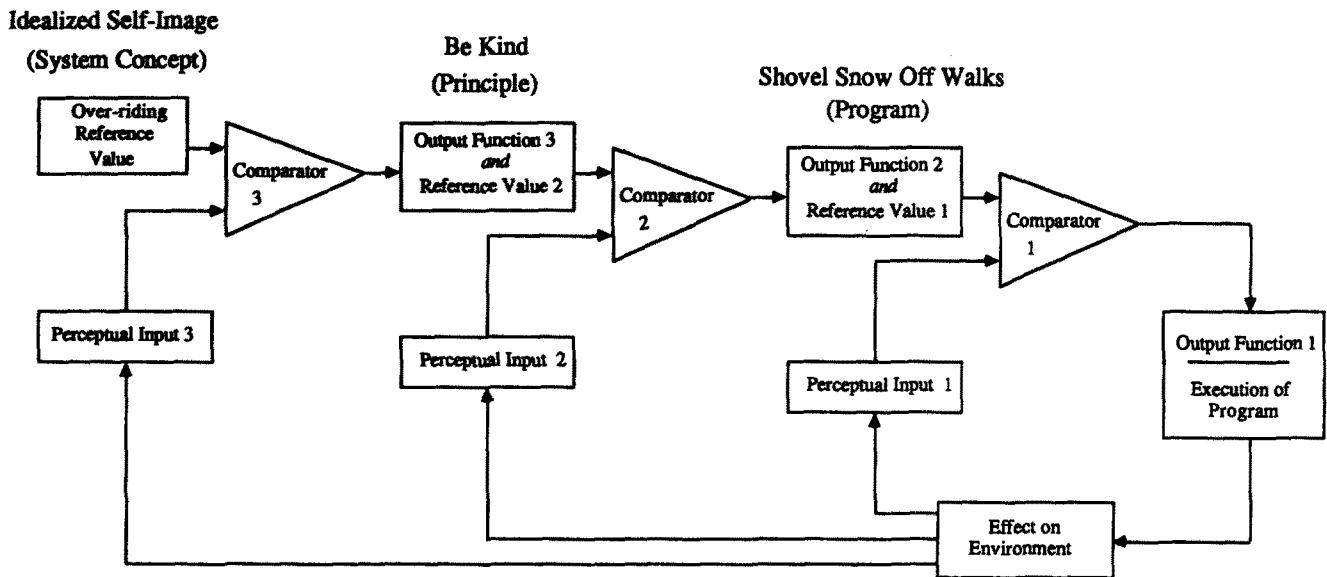 Idealized Self-Image
(System Concept)
Be Kind
(Principle)
Shovel Snow Off Walks
(Program)
Over-riding
Reference
Value
Comparator
3
Output Function 3
and
Reference Value 2
Comparator
2
Output Function 2
and
Reference Value 1
Comparator
1
Perceptual Input 3
Perceptual Input 2
Perceptual Input 1
Output Function 1
Execution of
Program
Effect on
Environment